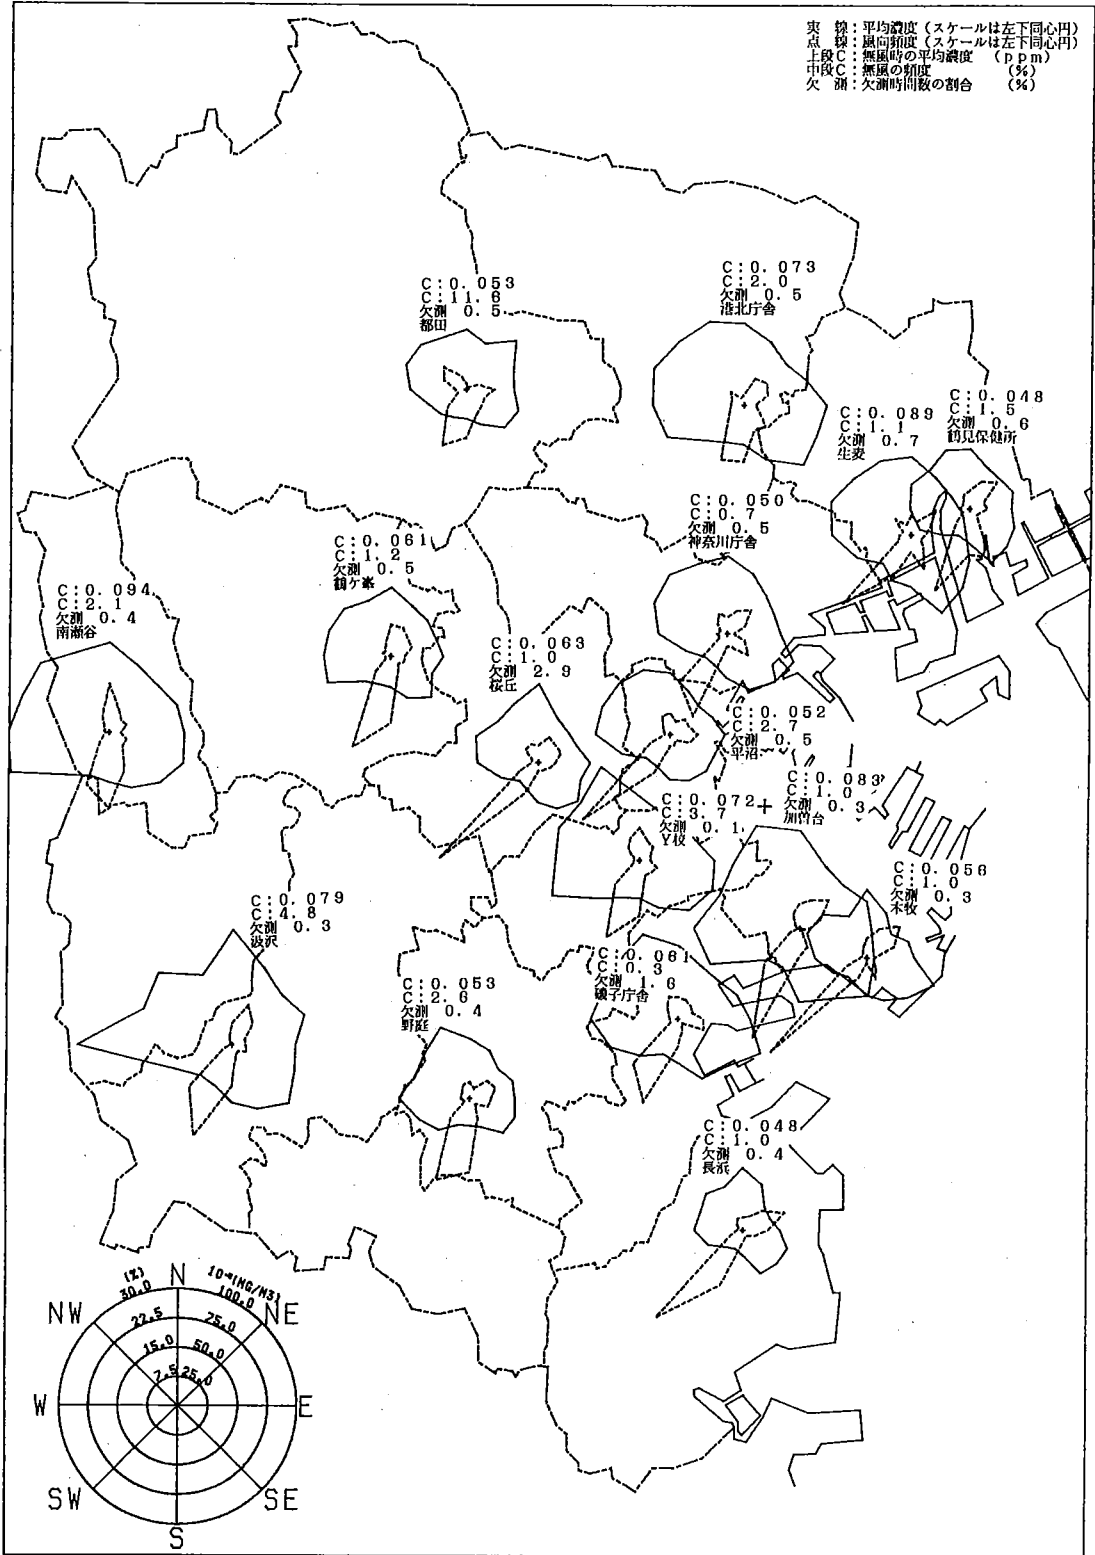 実　線：平均濃度（スケールは左下同心円）
点　線：風向頻度（スケールは左下同心円）
上段C：無風時の平均濃度　（ppm）
中段C：無風の頻度　（%）
欠　測：欠測時間数の割合　（%）
C:0.053
C:11.6
欠測 0.5
都田
C:0.073
C:2.0
欠測 0.5
港北庁舎
C:0.048
C:1.5
欠測 0.6
鶴見保健所
C:0.089
C:1.1
欠測 0.7
生麦
C:0.050
C:0.7
欠測 0.5
神奈川庁舎
C:0.061
C:1.2
欠測 0.5
鶴ケ峯
C:0.094
C:2.1
欠測 0.4
南瀬谷
C:0.063
C:1.0
欠測 2.9
桜丘
C:0.052
C:2.7
欠測 0.5
平沼
C:0.083
C:1.0
欠測 0.3
加曽台
C:0.072
C:3.7
欠測 0.1
Y校
C:0.056
C:1.0
欠測 0.3
本牧
C:0.079
C:4.8
欠測 0.3
汲沢
C:0.061
C:0.3
欠測 1.6
磯子庁舎
C:0.053
C:2.6
欠測 0.4
野庭
C:0.048
C:1.0
欠測 0.4
長浜
(%)
30.0
22.5
15.0
7.5
(MG/M3)
100.0
75.0
50.0
25.0
N
NW
NE
W
E
SW
SE
S